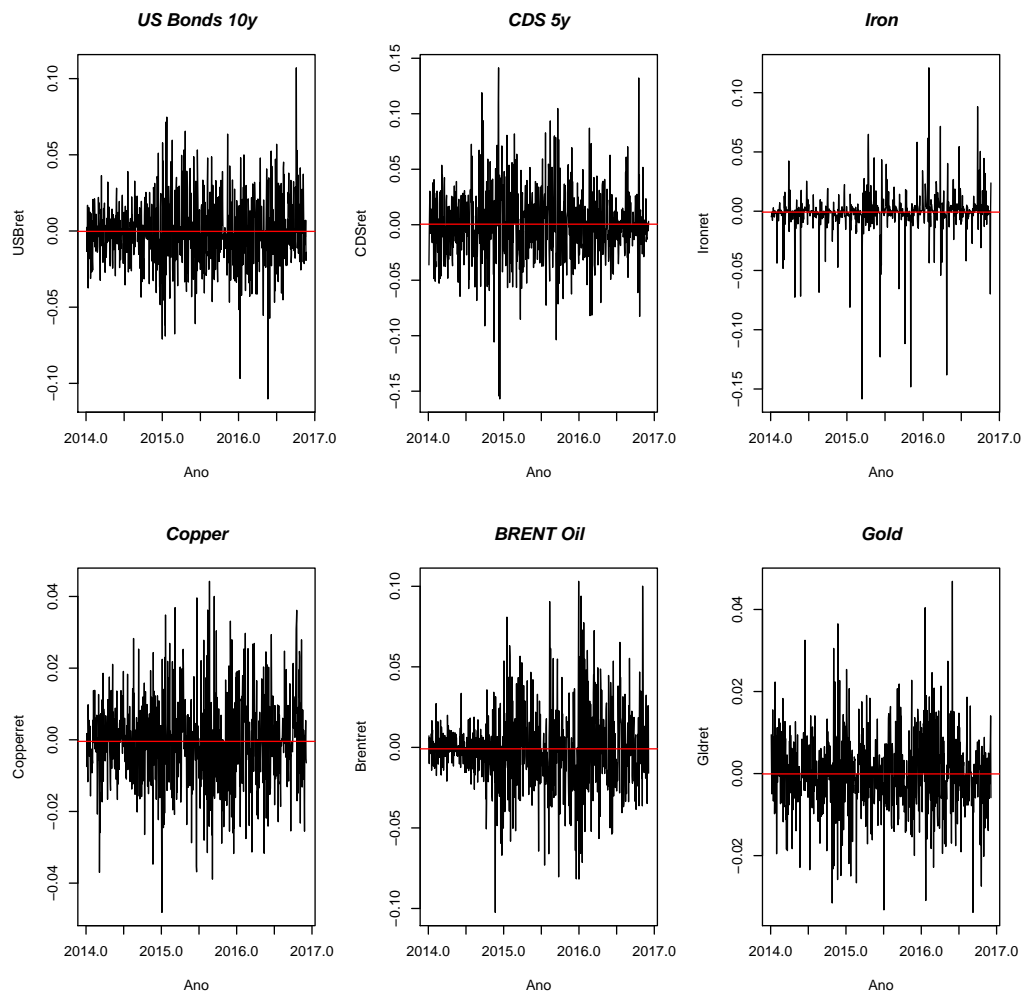 US Bonds 10y
USBret
0.10
0.05
0.00
−0.05
−0.10
2014.0 2015.0 2016.0 2017.0
Ano
CDS 5y
CDSret
0.15
0.10
0.05
0.00
−0.05
−0.10
−0.15
2014.0 2015.0 2016.0 2017.0
Ano
Iron
Ironret
0.10
0.05
0.00
−0.05
−0.10
−0.15
2014.0 2015.0 2016.0 2017.0
Ano
Copper
Copperret
0.04
0.02
0.00
−0.02
−0.04
2014.0 2015.0 2016.0 2017.0
Ano
BRENT Oil
Brentret
0.10
0.05
0.00
−0.05
−0.10
2014.0 2015.0 2016.0 2017.0
Ano
Gold
Gldret
0.04
0.02
0.00
−0.02
2014.0 2015.0 2016.0 2017.0
Ano